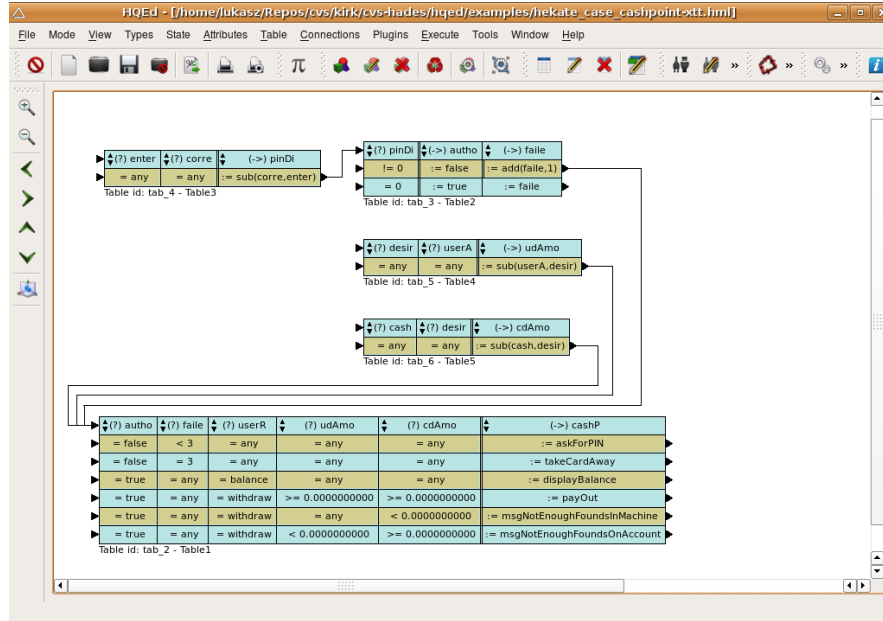 HQEd - [/home/lukasz/Repos/cvs/kirk/cvs-hades/hqed/examples/hekate_case_cashpoint-xtt.hml]
File Mode View Types State Attributes Table Connections Plugins Execute Tools Window Help
π » » »
(?) enter (?) corre (->) pinDi
= any = any := sub(corre,enter)
Table id: tab_4 - Table3
(?) pinDi (->) autho (->) faile
!= 0 := false := add(faile,1)
= 0 := true := faile
Table id: tab_3 - Table2
(?) desir (?) userA (->) udAmo
= any = any := sub(userA,desir)
Table id: tab_5 - Table4
(?) cash (?) desir (->) cdAmo
= any = any := sub(cash,desir)
Table id: tab_6 - Table5
(?) autho (?) faile (?) userR (?) udAmo (?) cdAmo (->) cashP
= false < 3 = any = any = any := askForPIN
= false = 3 = any = any = any := takeCardAway
= true = any = balance = any = any := displayBalance
= true = any = withdraw >= 0.0000000000 >= 0.0000000000 := payOut
= true = any = withdraw = any < 0.0000000000 := msgNotEnoughFoundsInMachine
= true = any = withdraw < 0.0000000000 >= 0.0000000000 := msgNotEnoughFoundsOnAccount
Table id: tab_2 - Table1